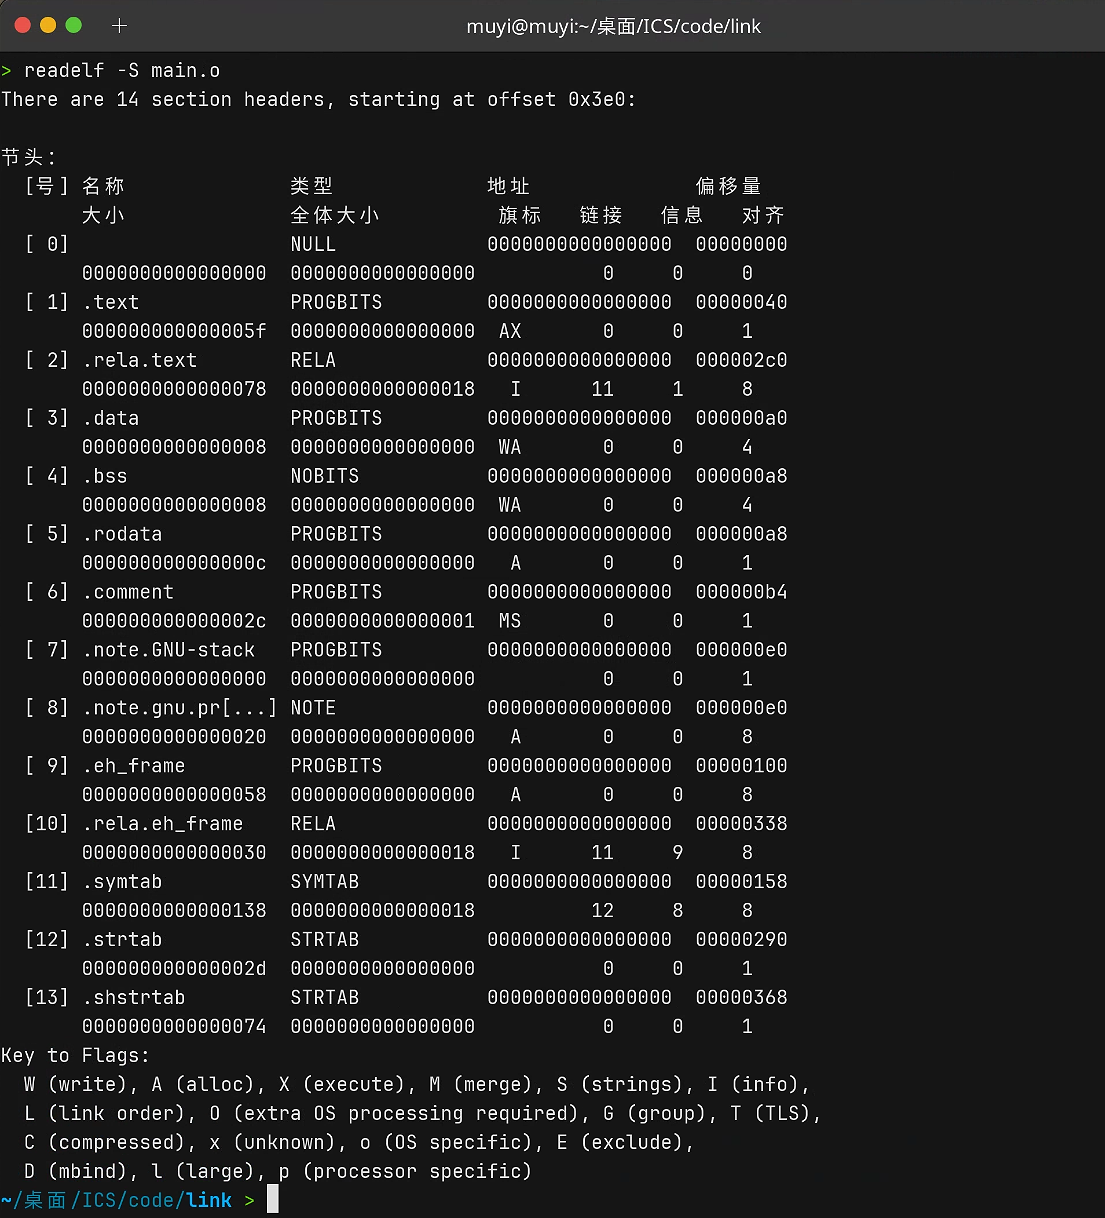 muyi@muyi:~/桌面/ICS/code/link
> readelf -S main.o
There are 14 section headers, starting at offset 0x3e0:
节头:
[号] 名称 类型 地址 偏移量
大小 全体大小 旗标 链接 信息 对齐
[ 0] NULL 0000000000000000 00000000
0000000000000000 0000000000000000 0 0 0
[ 1] .text PROGBITS 0000000000000000 00000040
000000000000005f 0000000000000000 AX 0 0 1
[ 2] .rela.text RELA 0000000000000000 000002c0
0000000000000078 0000000000000018 I 11 1 8
[ 3] .data PROGBITS 0000000000000000 000000a0
0000000000000008 0000000000000000 WA 0 0 4
[ 4] .bss NOBITS 0000000000000000 000000a8
0000000000000008 0000000000000000 WA 0 0 4
[ 5] .rodata PROGBITS 0000000000000000 000000a8
000000000000000c 0000000000000000 A 0 0 1
[ 6] .comment PROGBITS 0000000000000000 000000b4
000000000000002c 0000000000000001 MS 0 0 1
[ 7] .note.GNU-stack PROGBITS 0000000000000000 000000e0
0000000000000000 0000000000000000 0 0 1
[ 8] .note.gnu.pr[...] NOTE 0000000000000000 000000e0
0000000000000020 0000000000000000 A 0 0 8
[ 9] .eh_frame PROGBITS 0000000000000000 00000100
0000000000000058 0000000000000000 A 0 0 8
[10] .rela.eh_frame RELA 0000000000000000 00000338
0000000000000030 0000000000000018 I 11 9 8
[11] .symtab SYMTAB 0000000000000000 00000158
0000000000000138 0000000000000018 12 8 8
[12] .strtab STRTAB 0000000000000000 00000290
000000000000002d 0000000000000000 0 0 1
[13] .shstrtab STRTAB 0000000000000000 00000368
0000000000000074 0000000000000000 0 0 1
Key to Flags:
W (write), A (alloc), X (execute), M (merge), S (strings), I (info),
L (link order), O (extra OS processing required), G (group), T (TLS),
C (compressed), x (unknown), o (OS specific), E (exclude),
D (mbind), l (large), p (processor specific)
~/桌面/ICS/code/link >